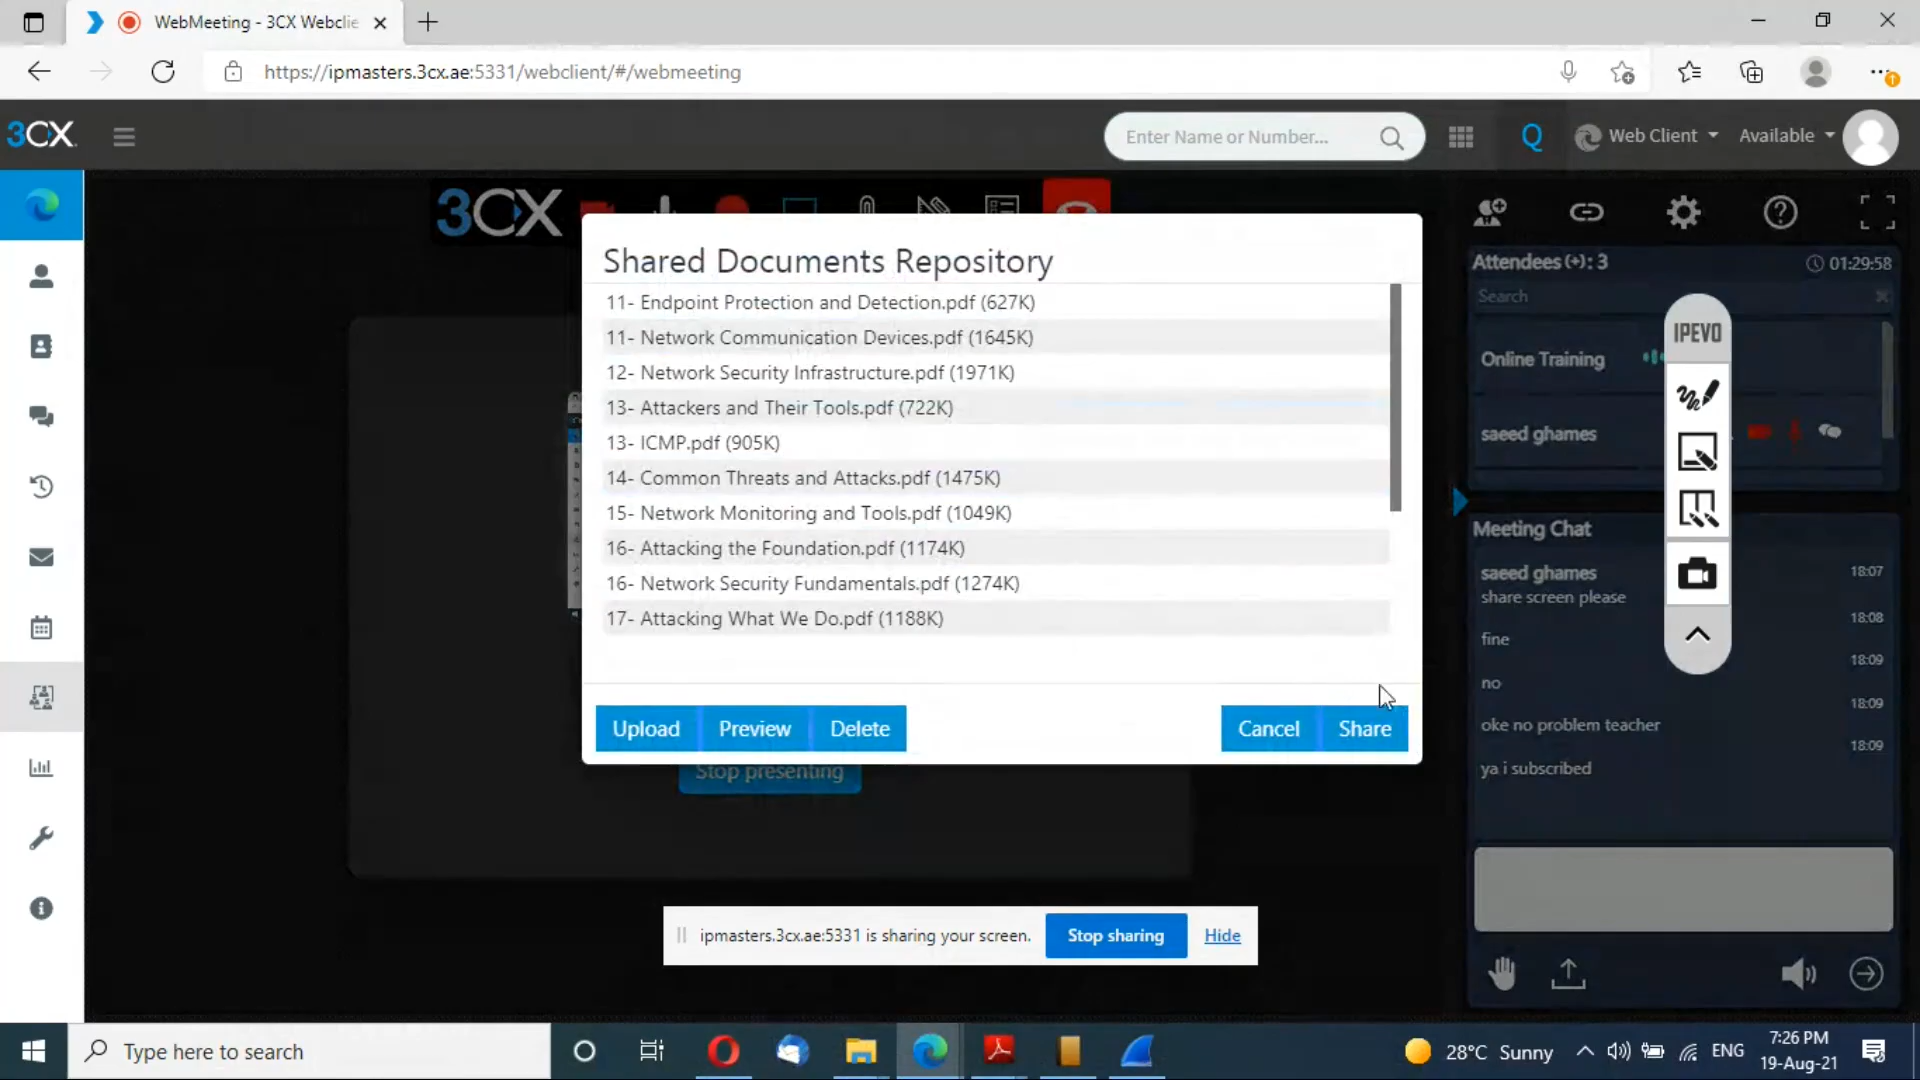 WebMeeting - 3CX Webclie
https://ipmasters.3cx.ae:5331/webclient/#/webmeeting
3CX
Enter Name or Number...
Web Client
Available
3CX
Shared Documents Repository
11- Endpoint Protection and Detection.pdf (627K)
11- Network Communication Devices.pdf (1645K)
12- Network Security Infrastructure.pdf (1971K)
13- Attackers and Their Tools.pdf (722K)
13- ICMP.pdf (905K)
14- Common Threats and Attacks.pdf (1475K)
15- Network Monitoring and Tools.pdf (1049K)
16- Attacking the Foundation.pdf (1174K)
16- Network Security Fundamentals.pdf (1274K)
17- Attacking What We Do.pdf (1188K)
Upload
Preview
Delete
Cancel
Share
Stop presenting
Attendees (+): 3
01:29:58
Search
Online Training
saeed ghames
IPEVO
Meeting Chat
saeed ghames 18:07
share screen please
18:08
fine
18:09
no
18:09
oke no problem teacher
18:09
ya i subscribed
ipmasters.3cx.ae:5331 is sharing your screen.
Stop sharing
Hide
Type here to search
28°C Sunny
ENG
7:26 PM
19-Aug-21